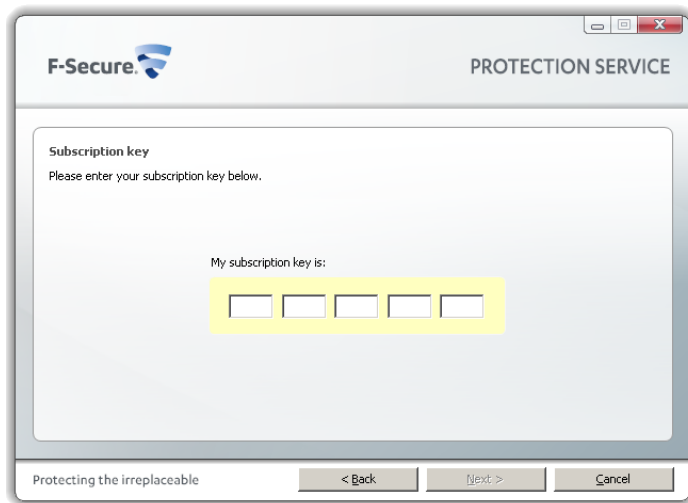 F-Secure.
PROTECTION SERVICE
Subscription key
Please enter your subscription key below.
My subscription key is:
Protecting the irreplaceable
< Back
Next >
Cancel